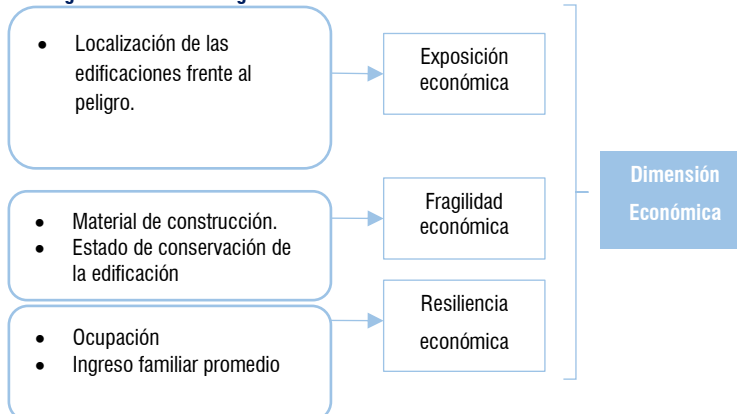 • Localización de las
edificaciones frente al
peligro.
Exposición
económica
• Material de construcción.
• Estado de conservación de
la edificación
Fragilidad
económica
• Ocupación
• Ingreso familiar promedio
Resiliencia
económica
Dimensión
Económica